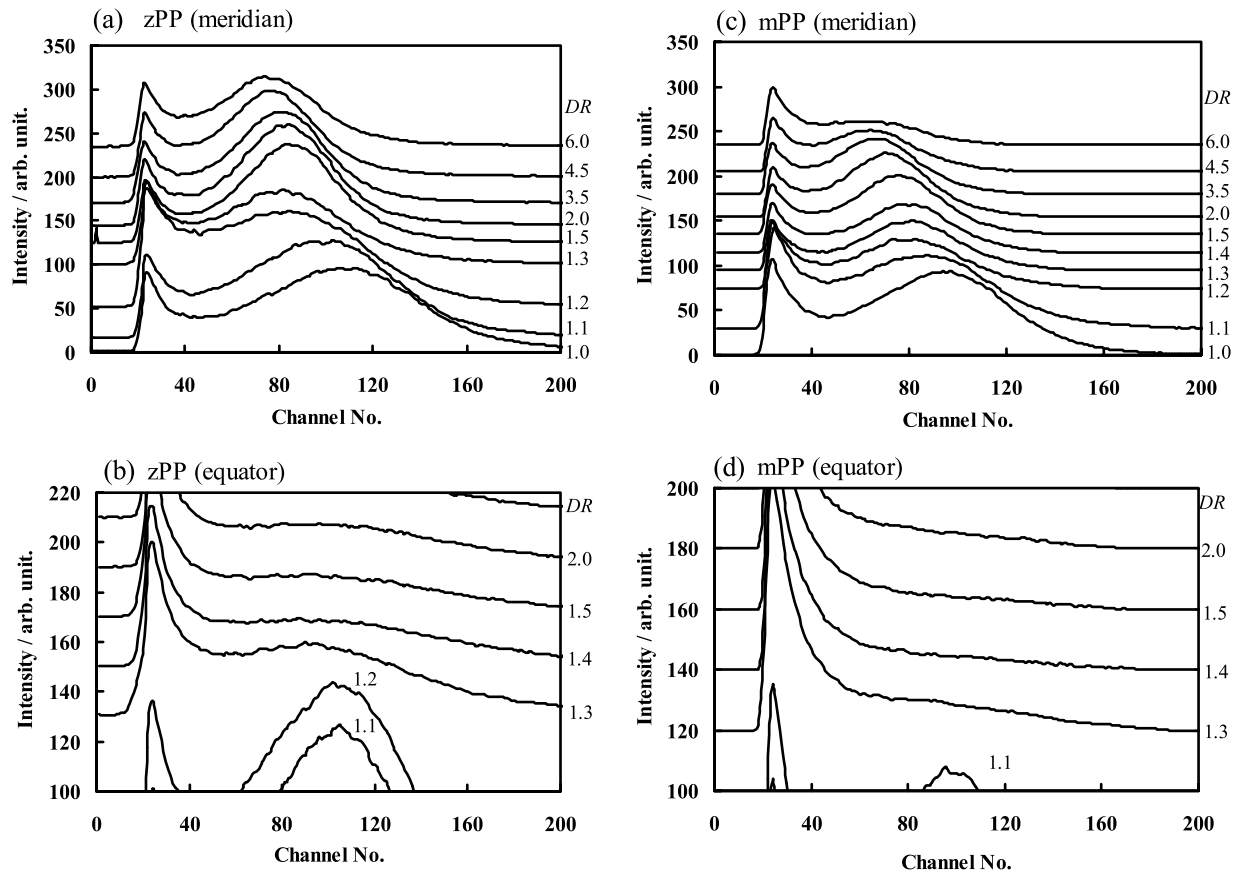 (a) zPP (meridian)
Intensity / arb. unit.
350
300
250
200
150
100
50
0
0 40 80 120 160 200
Channel No.
DR
6.0
4.5
3.5
2.0
1.5
1.3
1.2
1.1
1.0
(c) mPP (meridian)
Intensity / arb. unit.
350
300
250
200
150
100
50
0
0 40 80 120 160 200
Channel No.
DR
6.0
4.5
3.5
2.0
1.5
1.4
1.3
1.2
1.1
1.0
(b) zPP (equator)
Intensity / arb. unit.
220
200
180
160
140
120
100
0 40 80 120 160 200
Channel No.
DR
2.0
1.5
1.4
1.3
1.2
1.1
(d) mPP (equator)
Intensity / arb. unit.
200
180
160
140
120
100
0 40 80 120 160 200
Channel No.
DR
2.0
1.5
1.4
1.3
1.1